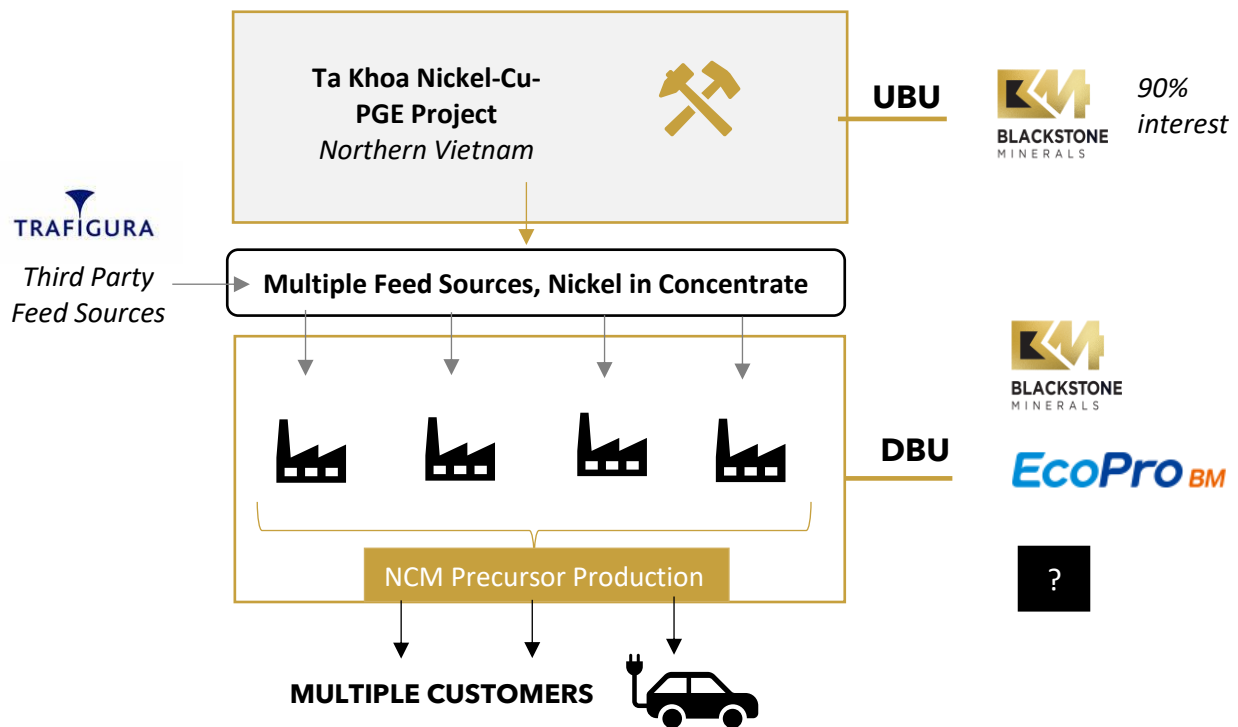 Ta Khoa Nickel-Cu-
PGE Project
Northern Vietnam
UBU
BLACKSTONE
MINERALS
90%
interest
TRAFIGURA
Third Party
Feed Sources
Multiple Feed Sources, Nickel in Concentrate
DBU
BLACKSTONE
MINERALS
EcoPro BM
?
NCM Precursor Production
MULTIPLE CUSTOMERS